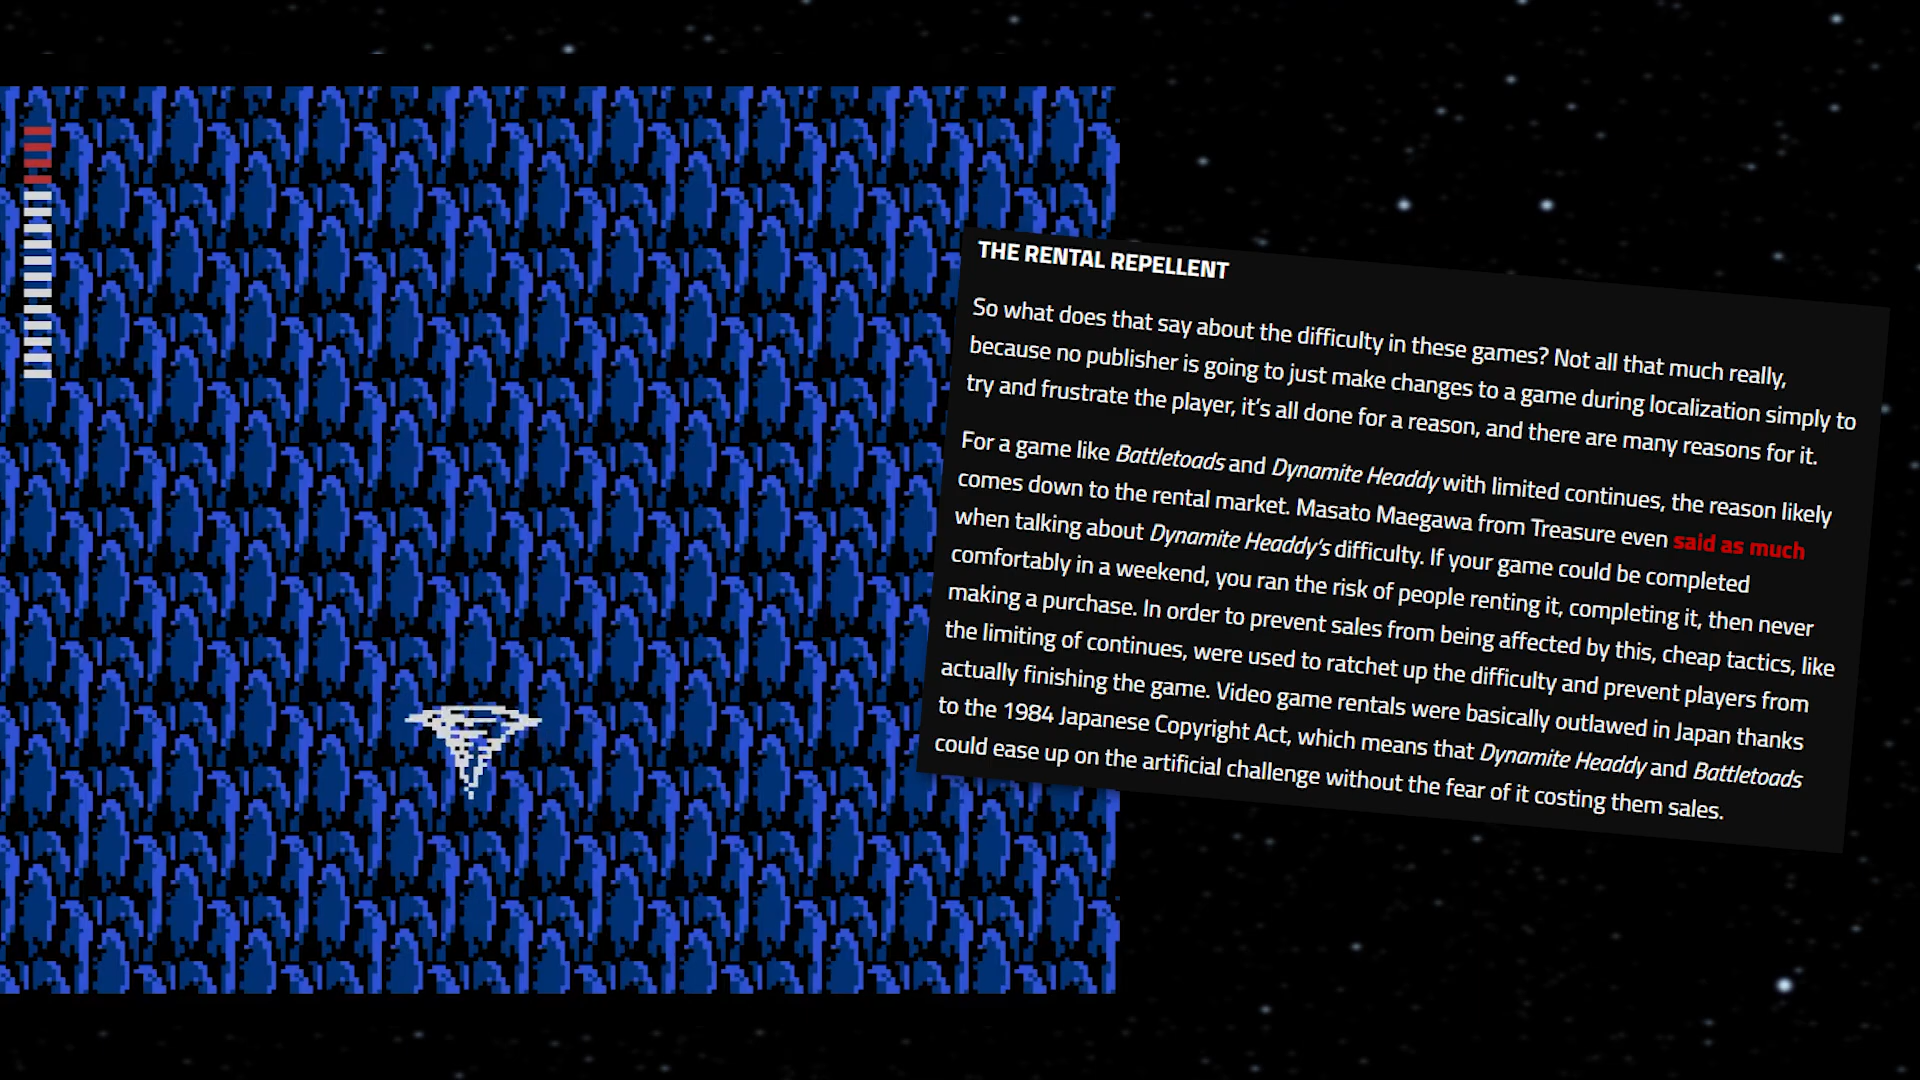 THE RENTAL REPELLENT
So what does that say about the difficulty in these games? Not all that much really,
because no publisher is going to just make changes to a game during localization simply to
try and frustrate the player, it's all done for a reason, and there are many reasons for it.
For a game like Battletoads and Dynamite Headdy with limited continues, the reason likely
comes down to the rental market. Masato Maegawa from Treasure even said as much
when talking about Dynamite Headdy's difficulty. If your game could be completed
comfortably in a weekend, you ran the risk of people renting it, completing it, then never
making a purchase. In order to prevent sales from being affected by this, cheap tactics, like
the limiting of continues, were used to ratchet up the difficulty and prevent players from
actually finishing the game. Video game rentals were basically outlawed in Japan thanks
to the 1984 Japanese Copyright Act, which means that Dynamite Headdy and Battletoads
could ease up on the artificial challenge without the fear of it costing them sales.